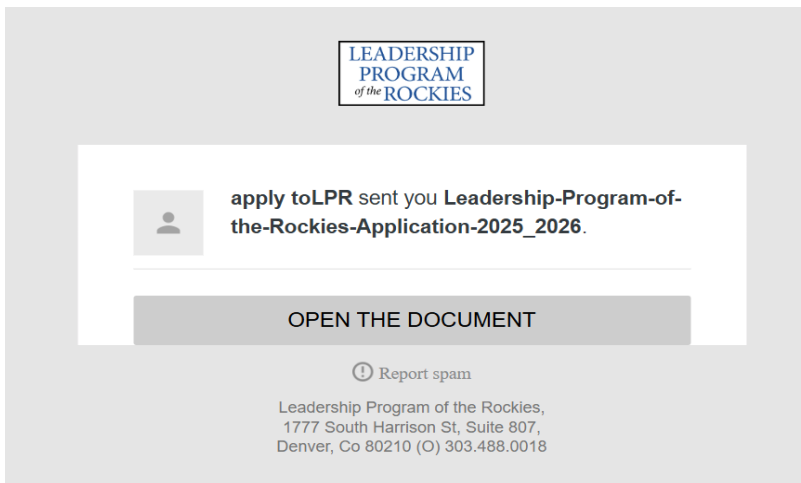 LEADERSHIP
PROGRAM
of the ROCKIES
apply toLPR sent you Leadership-Program-of-
the-Rockies-Application-2025_2026.
OPEN THE DOCUMENT
Report spam
Leadership Program of the Rockies,
1777 South Harrison St, Suite 807,
Denver, Co 80210 (O) 303.488.0018